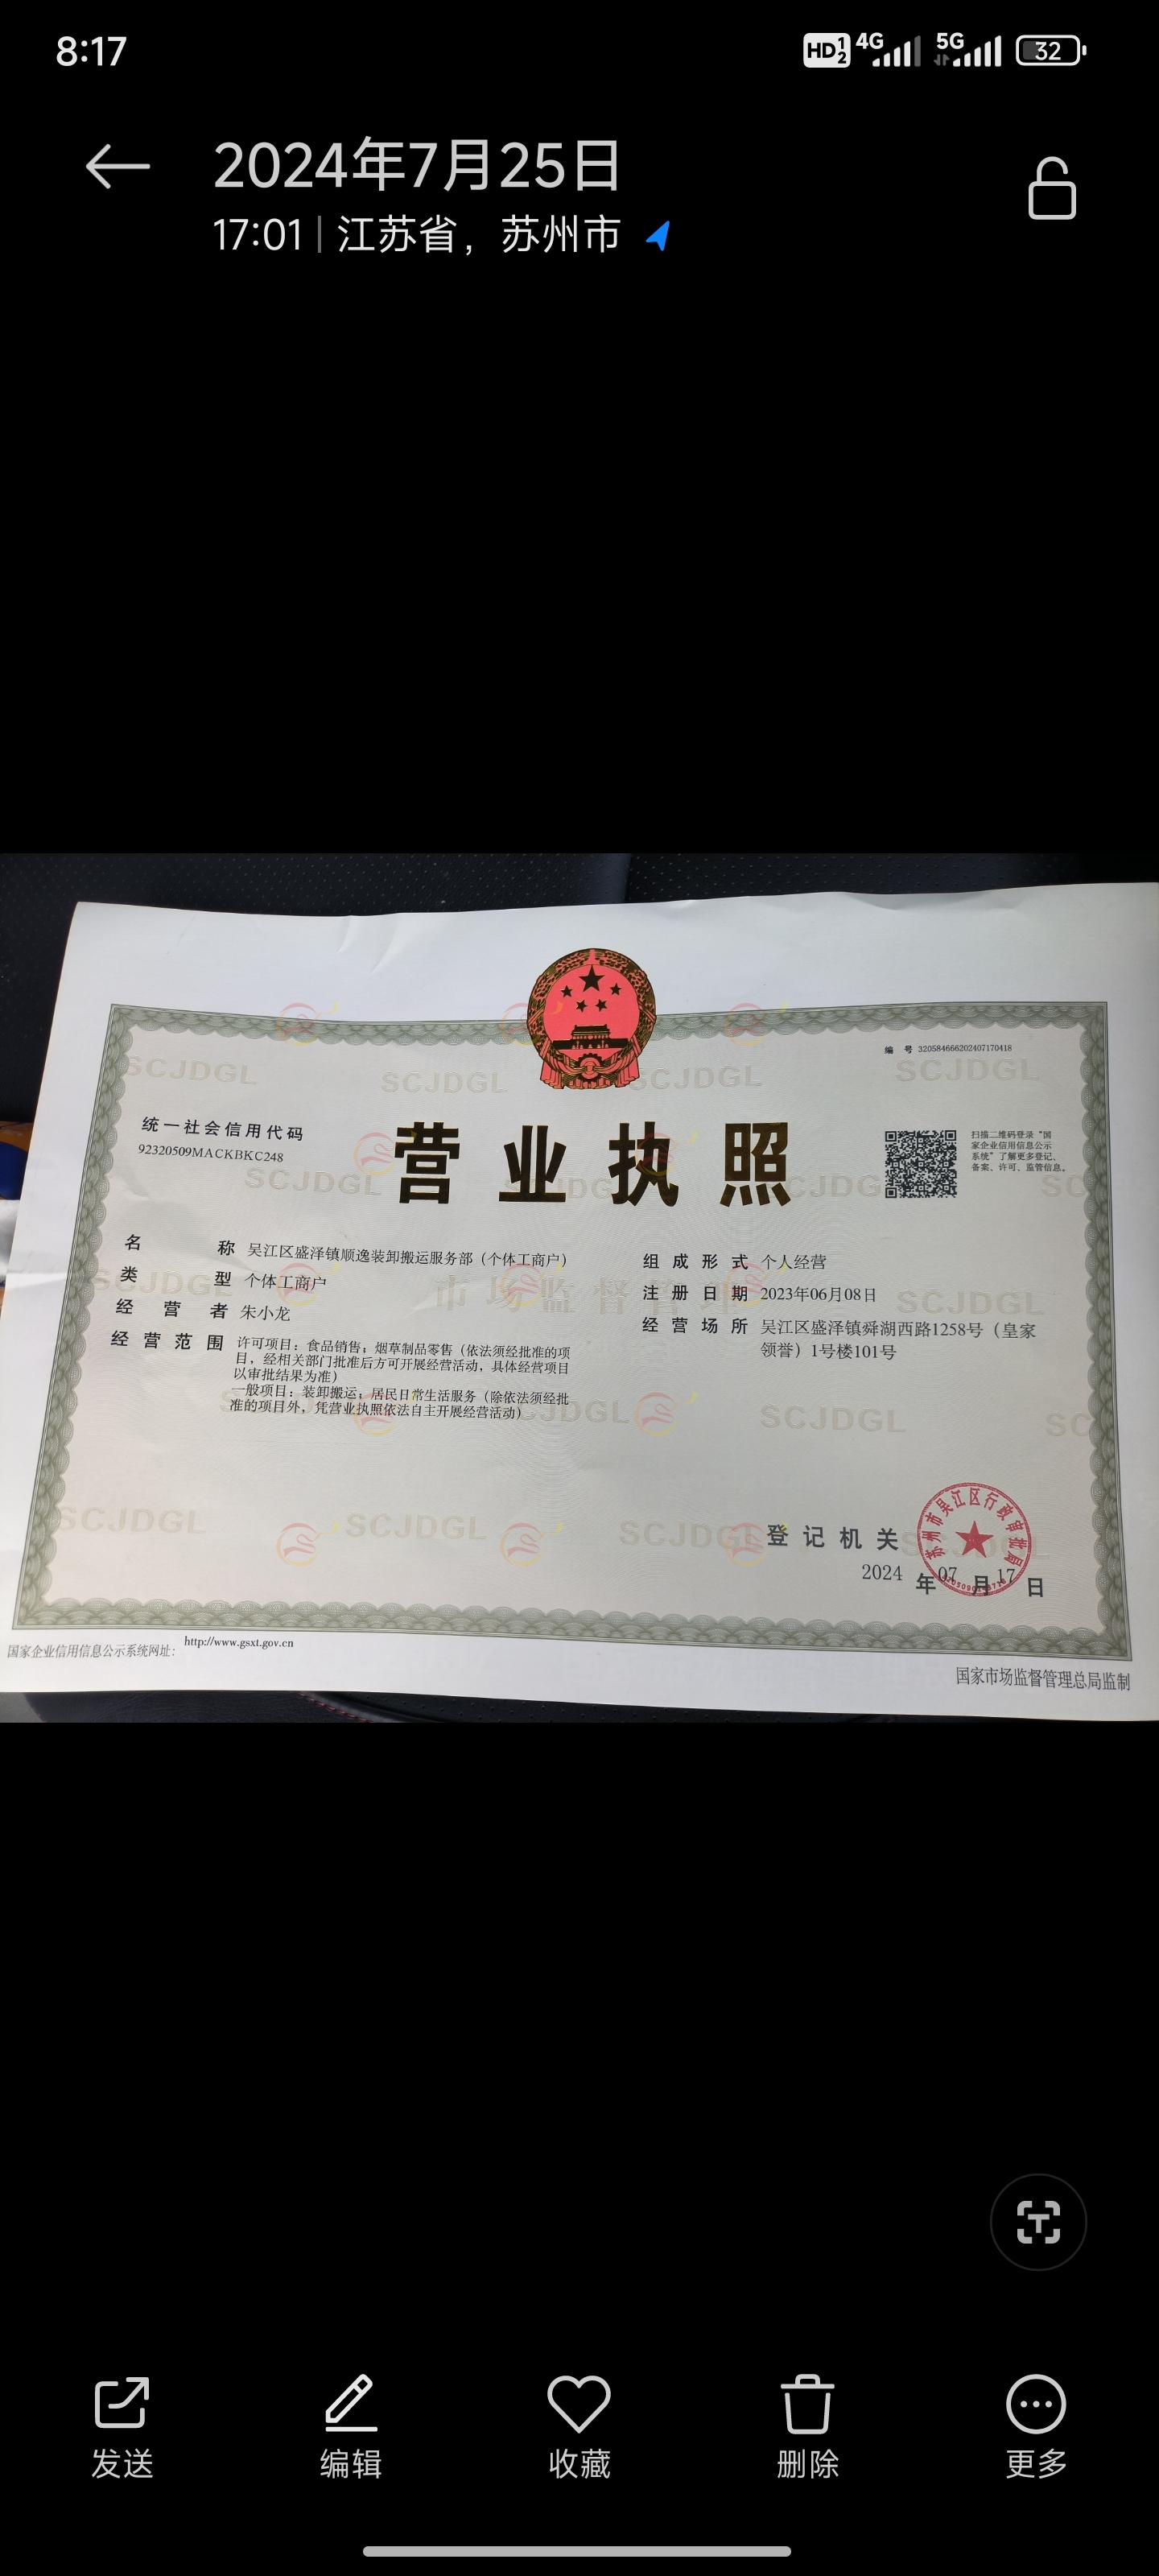 8:17
HD 1 2 4G 5G 32
2024年7月25日
17:01 | 江苏省，苏州市
编 号 320584666202407170418
统一社会信用代码
92320509MACKBKC248
营业执照
扫描二维码登录“国
家企业信用信息公示
系统”了解更多登记、
备案、许可、监管信息。
名 称 吴江区盛泽镇顺逸装卸搬运服务部（个体工商户）
类 型 个体工商户
经 营 者 朱小龙
经 营 范 围 许可项目：食品销售；烟草制品零售（依法须经批准的项
目，经相关部门批准后方可开展经营活动，具体经营项目
以审批结果为准）
一般项目：装卸搬运；居民日常生活服务（除依法须经批
准的项目外，凭营业执照依法自主开展经营活动）
组 成 形 式 个人经营
注 册 日 期 2023年06月08日
经 营 场 所 吴江区盛泽镇舜湖西路1258号（皇家
领誉）1号楼101号
市场监督管理
SCJDGL
登 记 机 关
苏州市吴江区行政审批局
2024 年 07 月 17 日
国家企业信用信息公示系统网址：http://www.gsxt.gov.cn
国家市场监督管理总局监制
发送
编辑
收藏
删除
更多